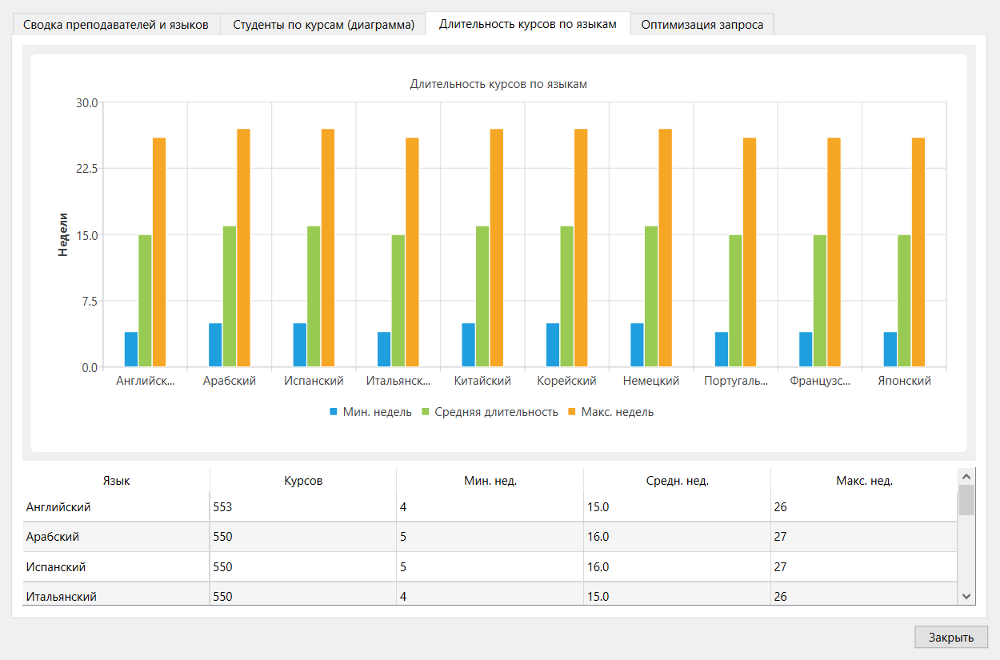 Сводка преподавателей и языков Студенты по курсам (диаграмма) Длительность курсов по языкам Оптимизация запроса
Длительность курсов по языкам
30.0
22.5
15.0
7.5
0.0
Недели
Английск... Арабский Испанский Итальянск... Китайский Корейский Немецкий Португаль... Французс... Японский
Мин. недель Средняя длительность Макс. недель
Язык Курсов Мин. нед. Средн. нед. Макс. нед.
Английский 553 4 15.0 26
Арабский 550 5 16.0 27
Испанский 550 5 16.0 27
Итальянский 550 4 15.0 26
Закрыть